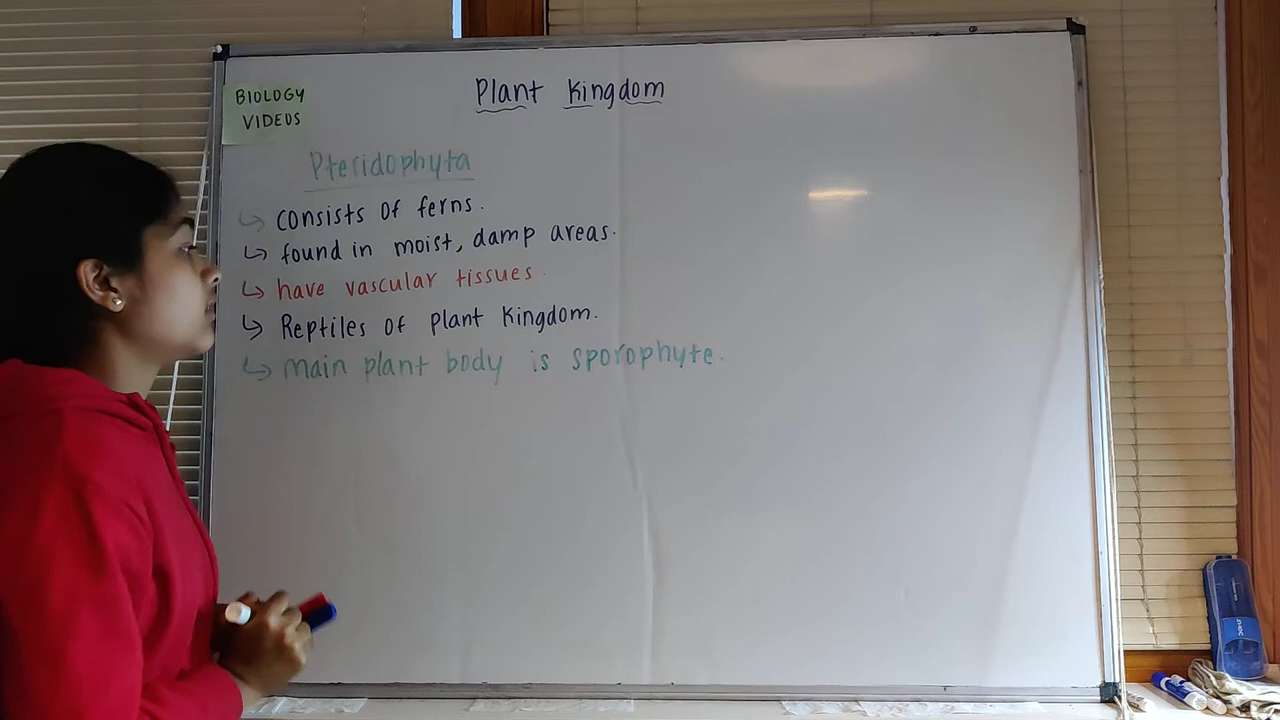 Plant Kingdom
BIOLOGY
VIDEOS
Pteridophyta
↳ consists of ferns.
↳ found in moist, damp areas.
↳ have vascular tissues.
↳ Reptiles of plant Kingdom.
↳ main plant body is sporophyte.